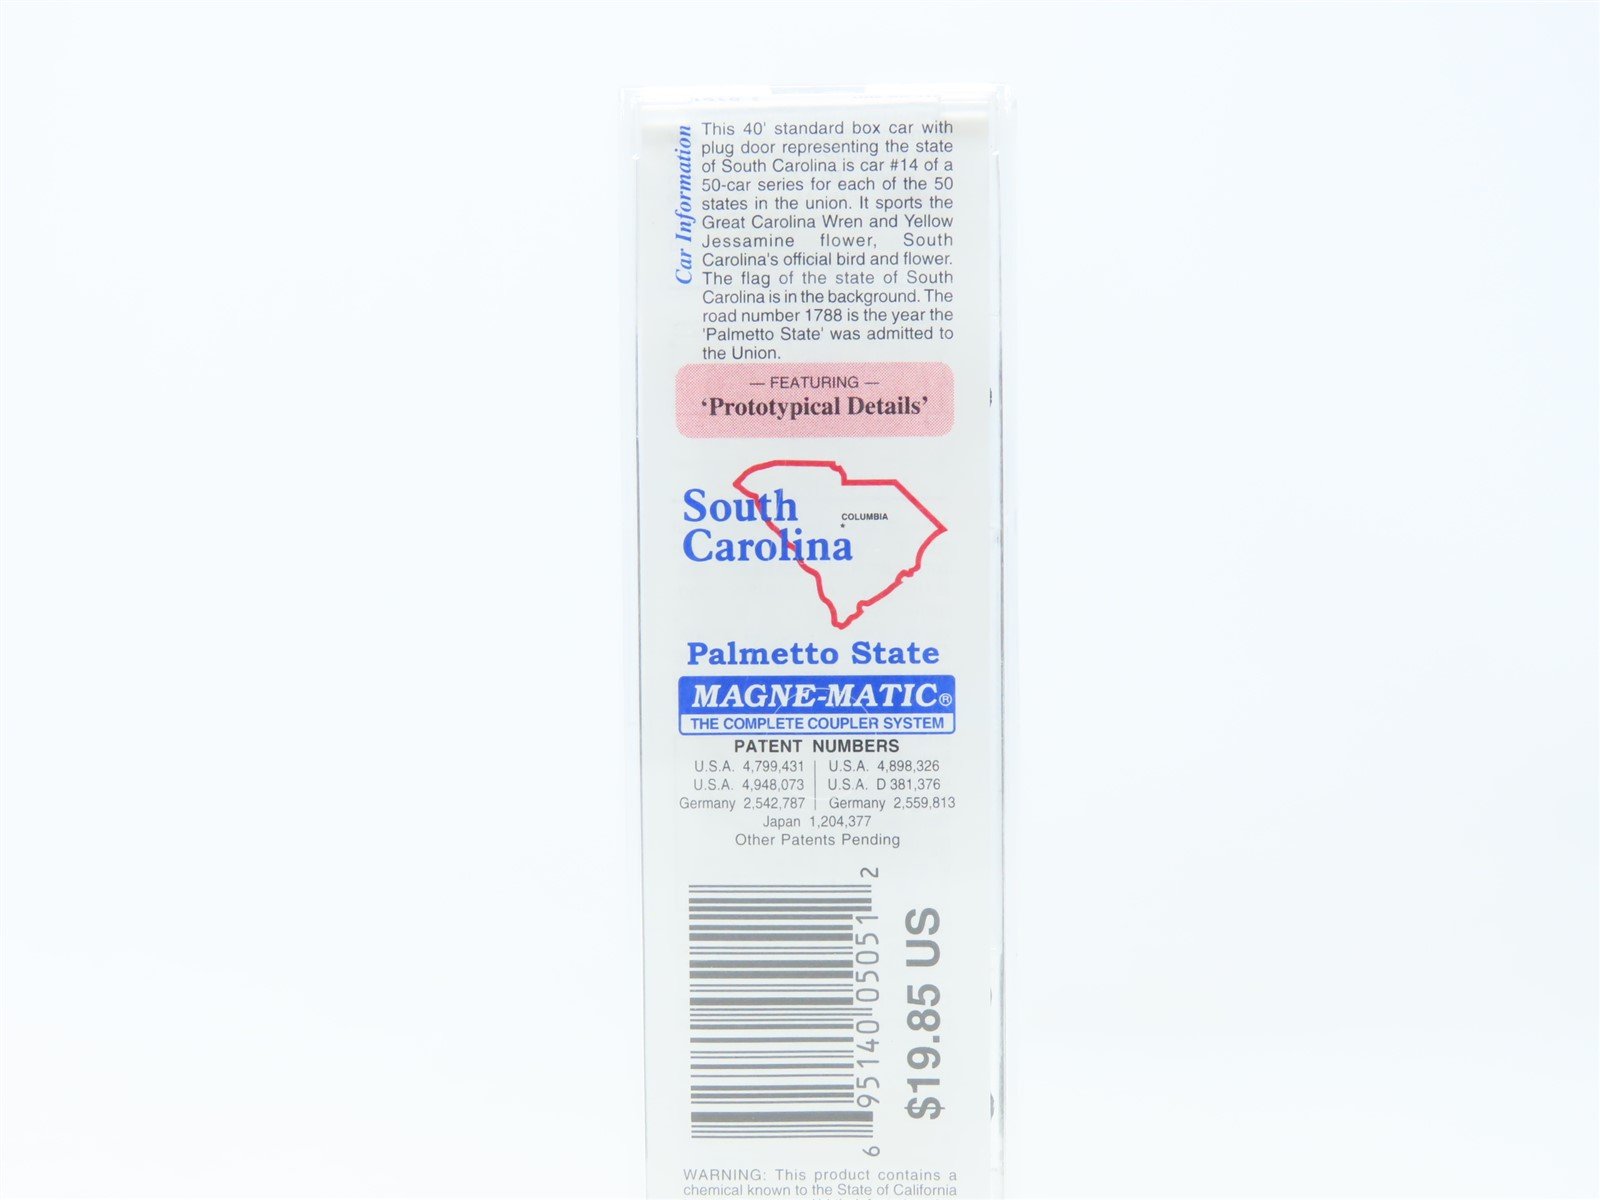 Car Information
This 40' standard box car with
plug door representing the state
of South Carolina is car #14 of a
50-car series for each of the 50
states in the union. It sports the
Great Carolina Wren and Yellow
Jessamine flower, South
Carolina's official bird and flower.
The flag of the state of South
Carolina is in the background. The
road number 1788 is the year the
'Palmetto State' was admitted to
the Union.
— FEATURING —
‘Prototypical Details’
South
Carolina
COLUMBIA
Palmetto State
MAGNE-MATIC®
THE COMPLETE COUPLER SYSTEM
PATENT NUMBERS
U.S.A. 4,799,431 | U.S.A. 4,898,326
U.S.A. 4,948,073 | U.S.A. D 381,376
Germany 2,542,787 | Germany 2,559,813
Japan 1,204,377
Other Patents Pending
6 95140 05051 2
$19.85 US
WARNING: This product contains a
chemical known to the State of California